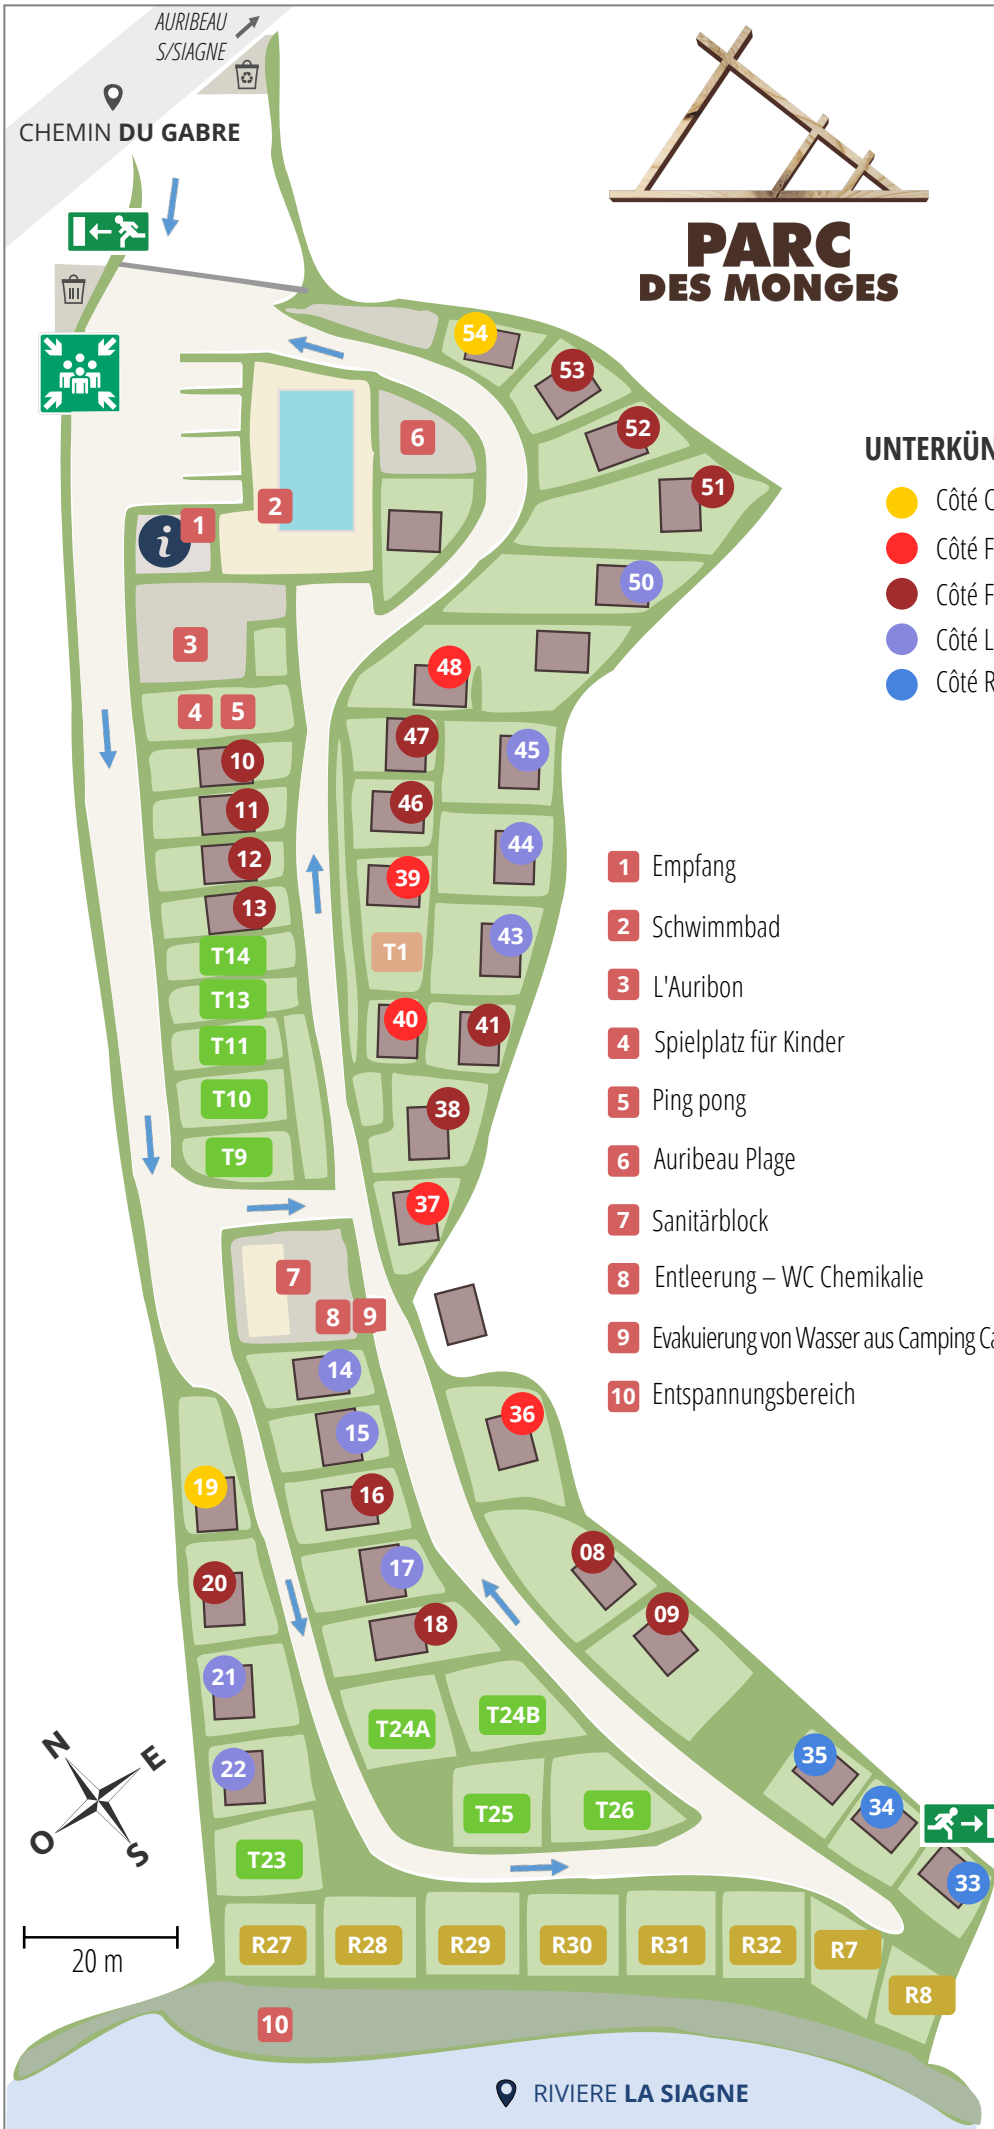 AURIBEAU
S/SIAGNE
CHEMIN DU GABRE
PARC
DES MONGES
54
53
52
51
6
2
1
i
50
3
48
4 5
47
45
10
46
11
44
12
39
13
43
T14
T1
T13
40
41
T11
T10
38
T9
37
7
8 9
14
36
15
19
16
08
17
20
09
18
21
T24B
T24A
35
22
34
T26
T25
T23
33
R27 R28 R29 R30 R31 R32 R7
R8
10
UNTERKÜN
Côté C
Côté F
Côté F
Côté L
Côté R
1 Empfang
2 Schwimmbad
3 L'Auribon
4 Spielplatz für Kinder
5 Ping pong
6 Auribeau Plage
7 Sanitärblock
8 Entleerung – WC Chemikalie
9 Evakuierung von Wasser aus Camping Ca
10 Entspannungsbereich
N
E
O
S
20 m
RIVIERE LA SIAGNE